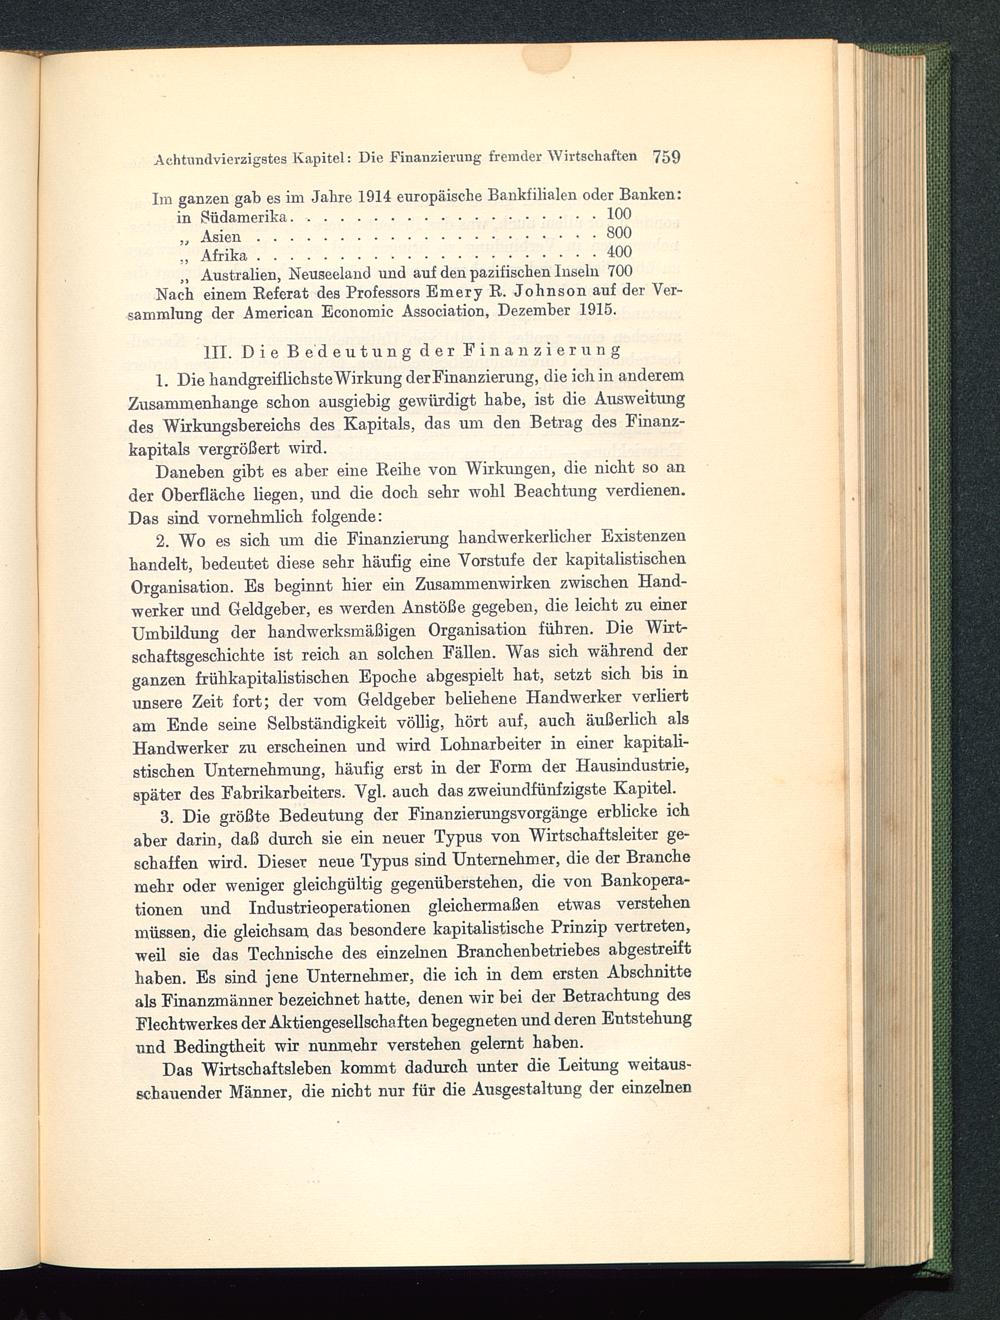 Achtundvierzigstes Kapitel: Die Finanzierung fremder Wirtschaften 759
Im ganzen gab es im Jahre 1914 europäische Bankfilialen oder Banken:
in Südamerika. . . . . . . . . . . . . . . . . . . 100
„ Asien . . . . . . . . . . . . . . . . . . . . . 800
„ Afrika . . . . . . . . . . . . . . . . . . . . . 400
„ Australien, Neuseeland und auf den pazifischen Inseln 700
Nach einem Referat des Professors Emery R. Johnson auf der Ver-
sammlung der American Economic Association, Dezember 1915.
III. Die Bedeutung der Finanzierung
1. Die handgreiflichste Wirkung der Finanzierung, die ich in anderem
Zusammenhange schon ausgiebig gewürdigt habe, ist die Ausweitung
des Wirkungsbereichs des Kapitals, das um den Betrag des Finanz-
kapitals vergrößert wird.
Daneben gibt es aber eine Reihe von Wirkungen, die nicht so an
der Oberfläche liegen, und die doch sehr wohl Beachtung verdienen.
Das sind vornehmlich folgende:
2. Wo es sich um die Finanzierung handwerkerlicher Existenzen
handelt, bedeutet diese sehr häufig eine Vorstufe der kapitalistischen
Organisation. Es beginnt hier ein Zusammenwirken zwischen Hand-
werker und Geldgeber, es werden Anstöße gegeben, die leicht zu einer
Umbildung der handwerksmäßigen Organisation führen. Die Wirt-
schaftsgeschichte ist reich an solchen Fällen. Was sich während der
ganzen frühkapitalistischen Epoche abgespielt hat, setzt sich bis in
unsere Zeit fort; der vom Geldgeber beliehene Handwerker verliert
am Ende seine Selbständigkeit völlig, hört auf, auch äußerlich als
Handwerker zu erscheinen und wird Lohnarbeiter in einer kapitali-
stischen Unternehmung, häufig erst in der Form der Hausindustrie,
später des Fabrikarbeiters. Vgl. auch das zweiundfünfzigste Kapitel.
3. Die größte Bedeutung der Finanzierungsvorgänge erblicke ich
aber darin, daß durch sie ein neuer Typus von Wirtschaftsleiter ge-
schaffen wird. Dieser neue Typus sind Unternehmer, die der Branche
mehr oder weniger gleichgültig gegenüberstehen, die von Bankopera-
tionen und Industrieoperationen gleichermaßen etwas verstehen
müssen, die gleichsam das besondere kapitalistische Prinzip vertreten,
weil sie das Technische des einzelnen Branchenbetriebes abgestreift
haben. Es sind jene Unternehmer, die ich in dem ersten Abschnitte
als Finanzmänner bezeichnet hatte, denen wir bei der Betrachtung des
Flechtwerkes der Aktiengesellschaften begegneten und deren Entstehung
und Bedingtheit wir nunmehr verstehen gelernt haben.
Das Wirtschaftsleben kommt dadurch unter die Leitung weitaus-
schauender Männer, die nicht nur für die Ausgestaltung der einzelnen